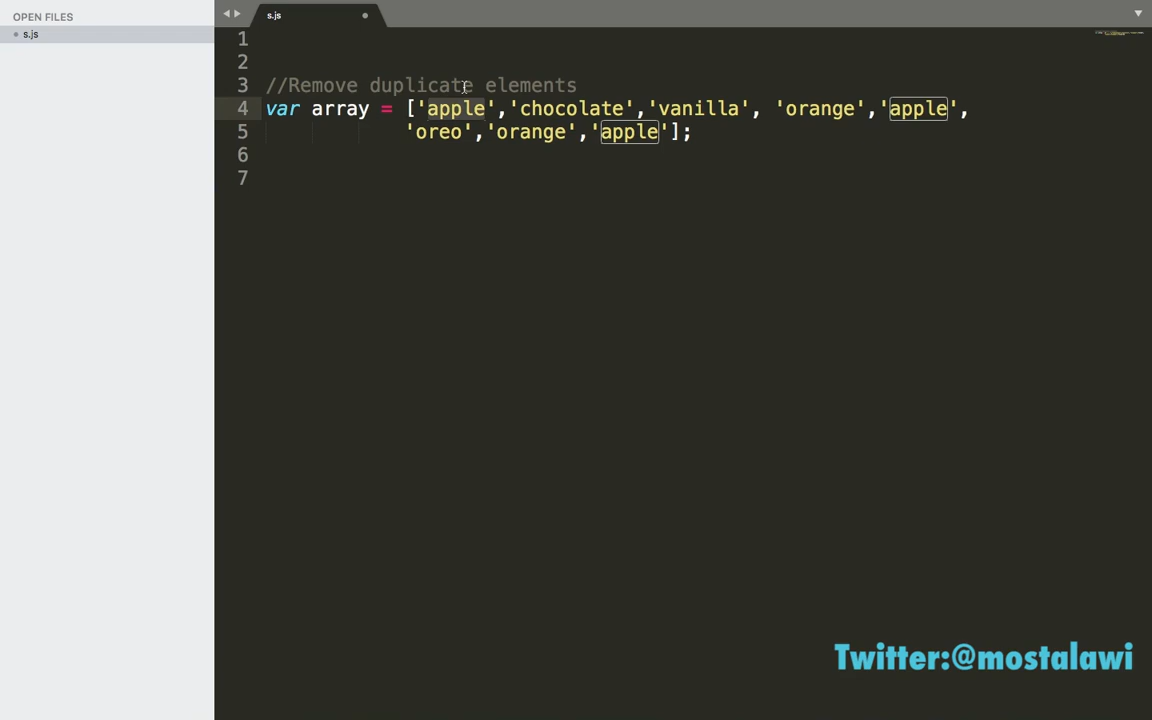 OPEN FILES
s.js
s.js
1
2
3 //Remove duplicate elements
4 var array = ['apple','chocolate','vanilla', 'orange','apple',
5 'oreo','orange','apple'];
6
7
Twitter:@mostalawi